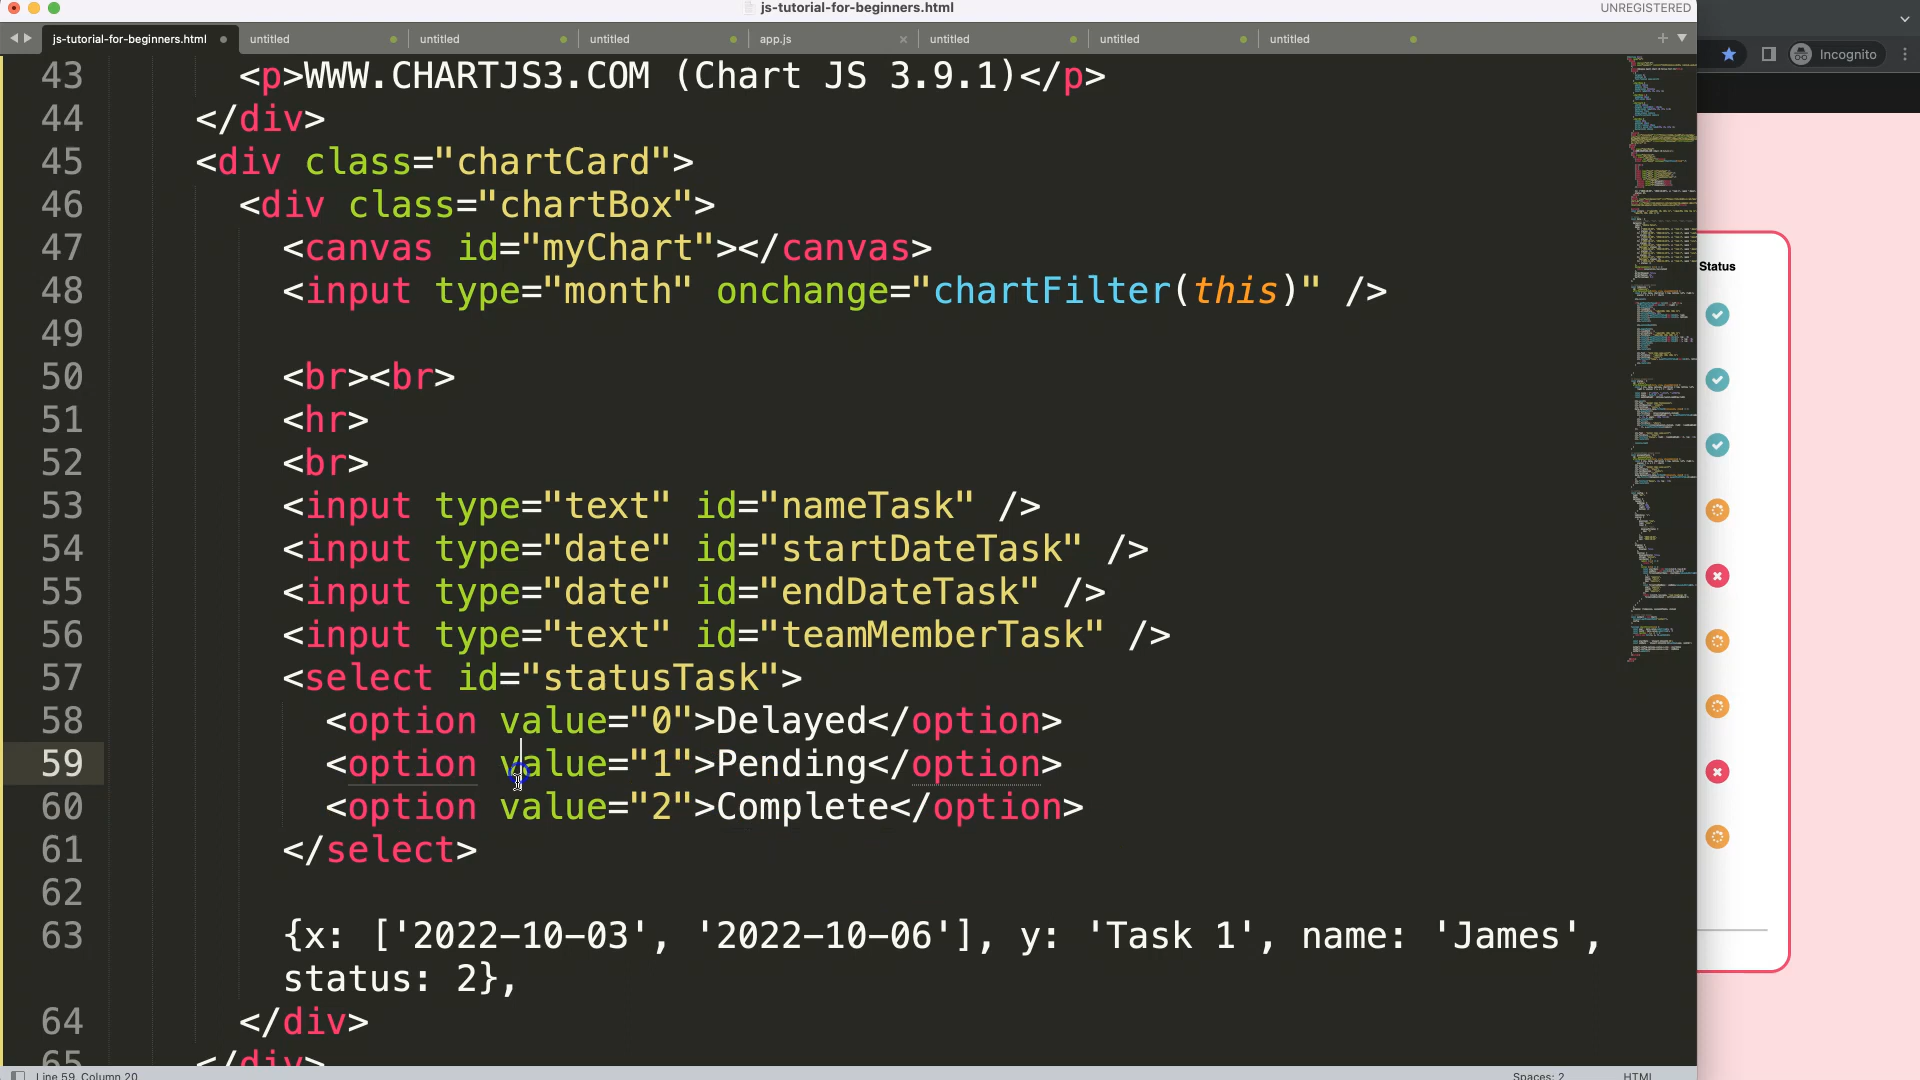 js-tutorial-for-beginners.html
UNREGISTERED
js-tutorial-for-beginners.html untitled untitled untitled app.js untitled untitled untitled
Incognito
43 <p>WWW.CHARTJS3.COM (Chart JS 3.9.1)</p>
44 </div>
45 <div class="chartCard">
46 <div class="chartBox">
47 <canvas id="myChart"></canvas>
48 <input type="month" onchange="chartFilter(this)" />
49
50 <br><br>
51 <hr>
52 <br>
53 <input type="text" id="nameTask" />
54 <input type="date" id="startDateTask" />
55 <input type="date" id="endDateTask" />
56 <input type="text" id="teamMemberTask" />
57 <select id="statusTask">
58 <option value="0">Delayed</option>
59 <option value="1">Pending</option>
60 <option value="2">Complete</option>
61 </select>
62
63 {x: ['2022-10-03', '2022-10-06'], y: 'Task 1', name: 'James',
status: 2},
64 </div>
65 </div>
Status
Line 59, Column 20
Spaces: 2
HTML